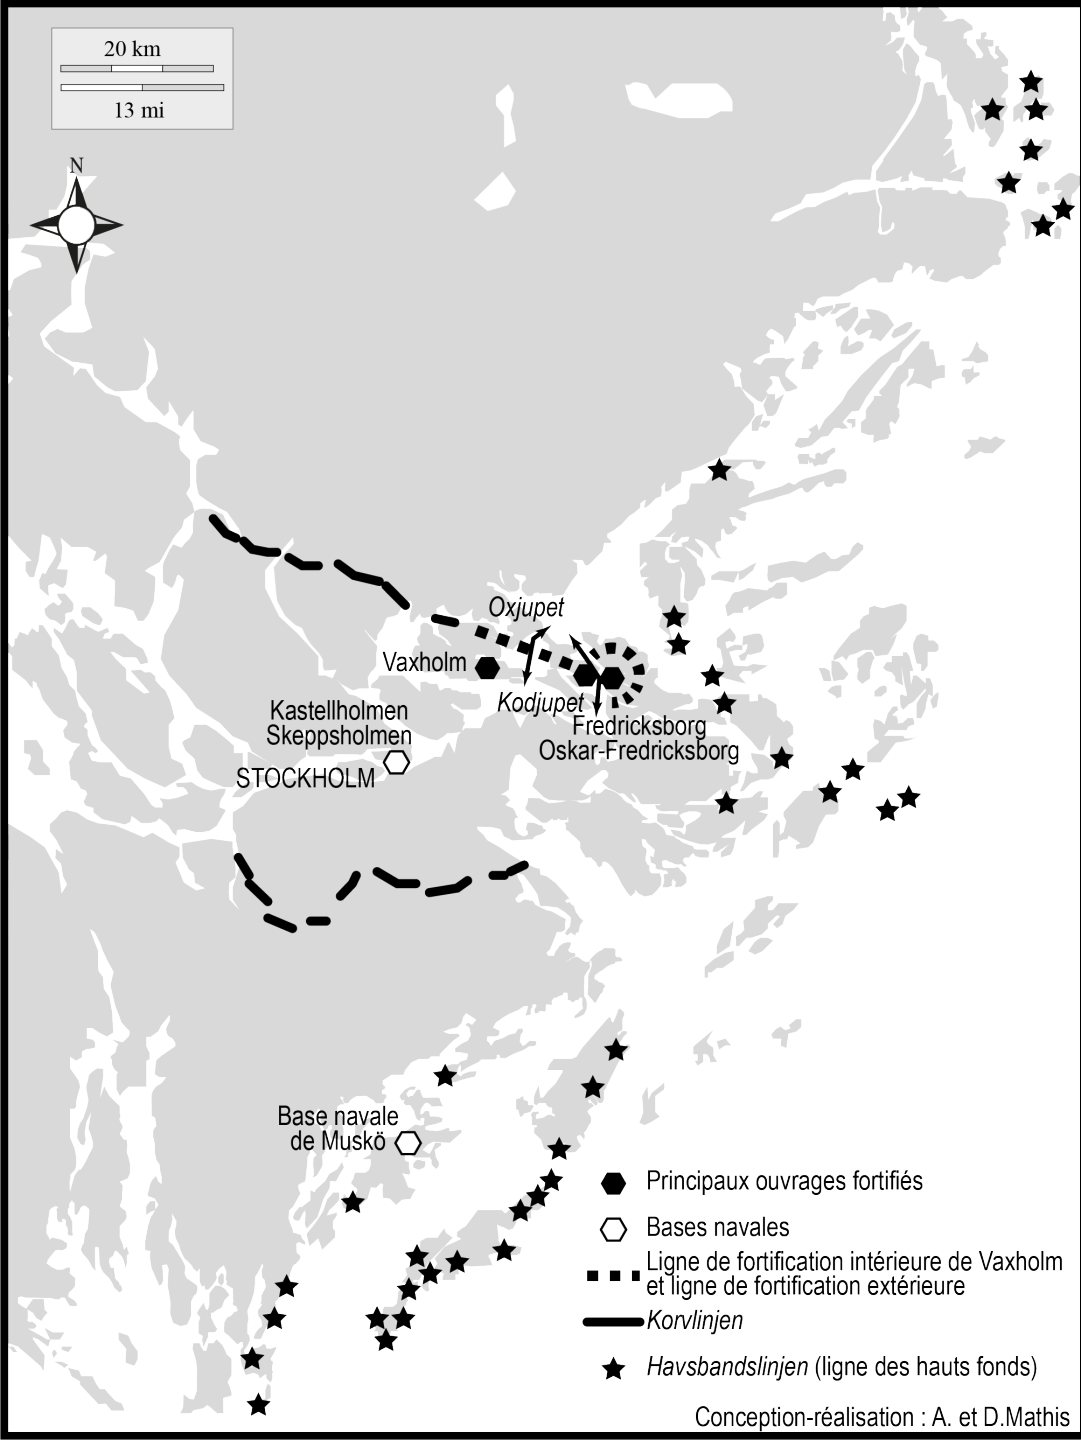 20 km
13 mi
N
Oxjupet
Vaxholm
Kodjupet
Kastellholmen
Skeppsholmen
Fredricksborg
Oskar-Fredricksborg
STOCKHOLM
Base navale
de Muskö
Principaux ouvrages fortifiés
Bases navales
Ligne de fortification intérieure de Vaxholm
et ligne de fortification extérieure
Korvlinjen
Havsbandslinjen (ligne des hauts fonds)
Conception-réalisation : A. et D.Mathis